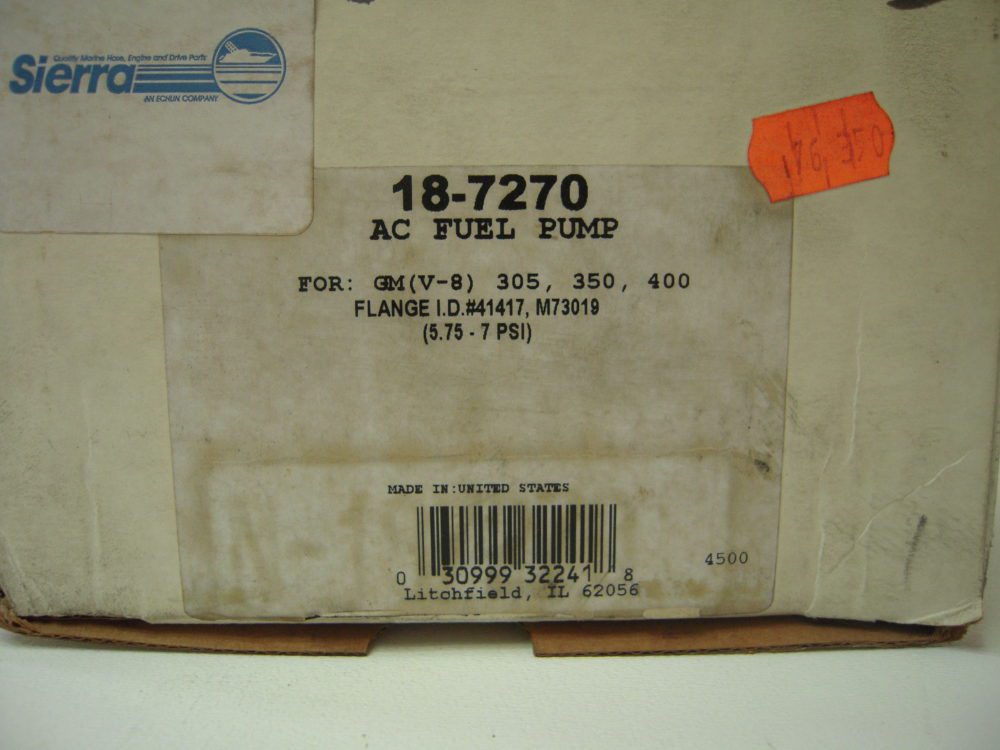 Quality Marine Hose, Engine and Drive Parts
Sierra
AN ECHLIN COMPANY
18-7270
AC FUEL PUMP
FOR: GM(V-8) 305, 350, 400
FLANGE I.D.#41417, M73019
(5.75 - 7 PSI)
MADE IN:UNITED STATES
0 30999 32241 8
4500
Litchfield, IL 62056